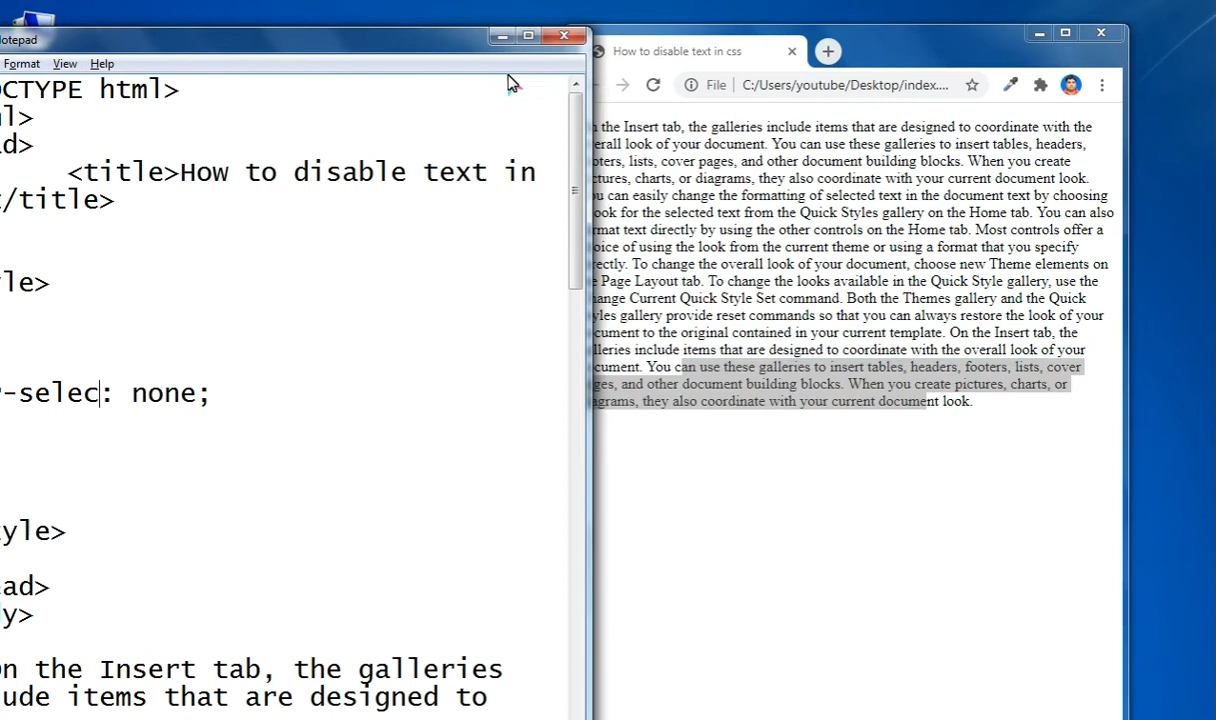 otepad
Format View Help
OCTYPE html>
l>
ad>
<title>How to disable text in
/title>
yle>
-selec: none;
tyle>
ead>
dy>
On the Insert tab, the galleries
ude items that are designed to
How to disable text in css
File C:/Users/youtube/Desktop/index....
n the Insert tab, the galleries include items that are designed to coordinate with the
erall look of your document. You can use these galleries to insert tables, headers,
oters, lists, cover pages, and other document building blocks. When you create
ctures, charts, or diagrams, they also coordinate with your current document look.
ou can easily change the formatting of selected text in the document text by choosing
look for the selected text from the Quick Styles gallery on the Home tab. You can also
rmat text directly by using the other controls on the Home tab. Most controls offer a
oice of using the look from the current theme or using a format that you specify
rectly. To change the overall look of your document, choose new Theme elements on
e Page Layout tab. To change the looks available in the Quick Style gallery, use the
ange Current Quick Style Set command. Both the Themes gallery and the Quick
yles gallery provide reset commands so that you can always restore the look of your
cument to the original contained in your current template. On the Insert tab, the
lleries include items that are designed to coordinate with the overall look of your
cument. You can use these galleries to insert tables, headers, footers, lists, cover
ges, and other document building blocks. When you create pictures, charts, or
agrams, they also coordinate with your current document look.